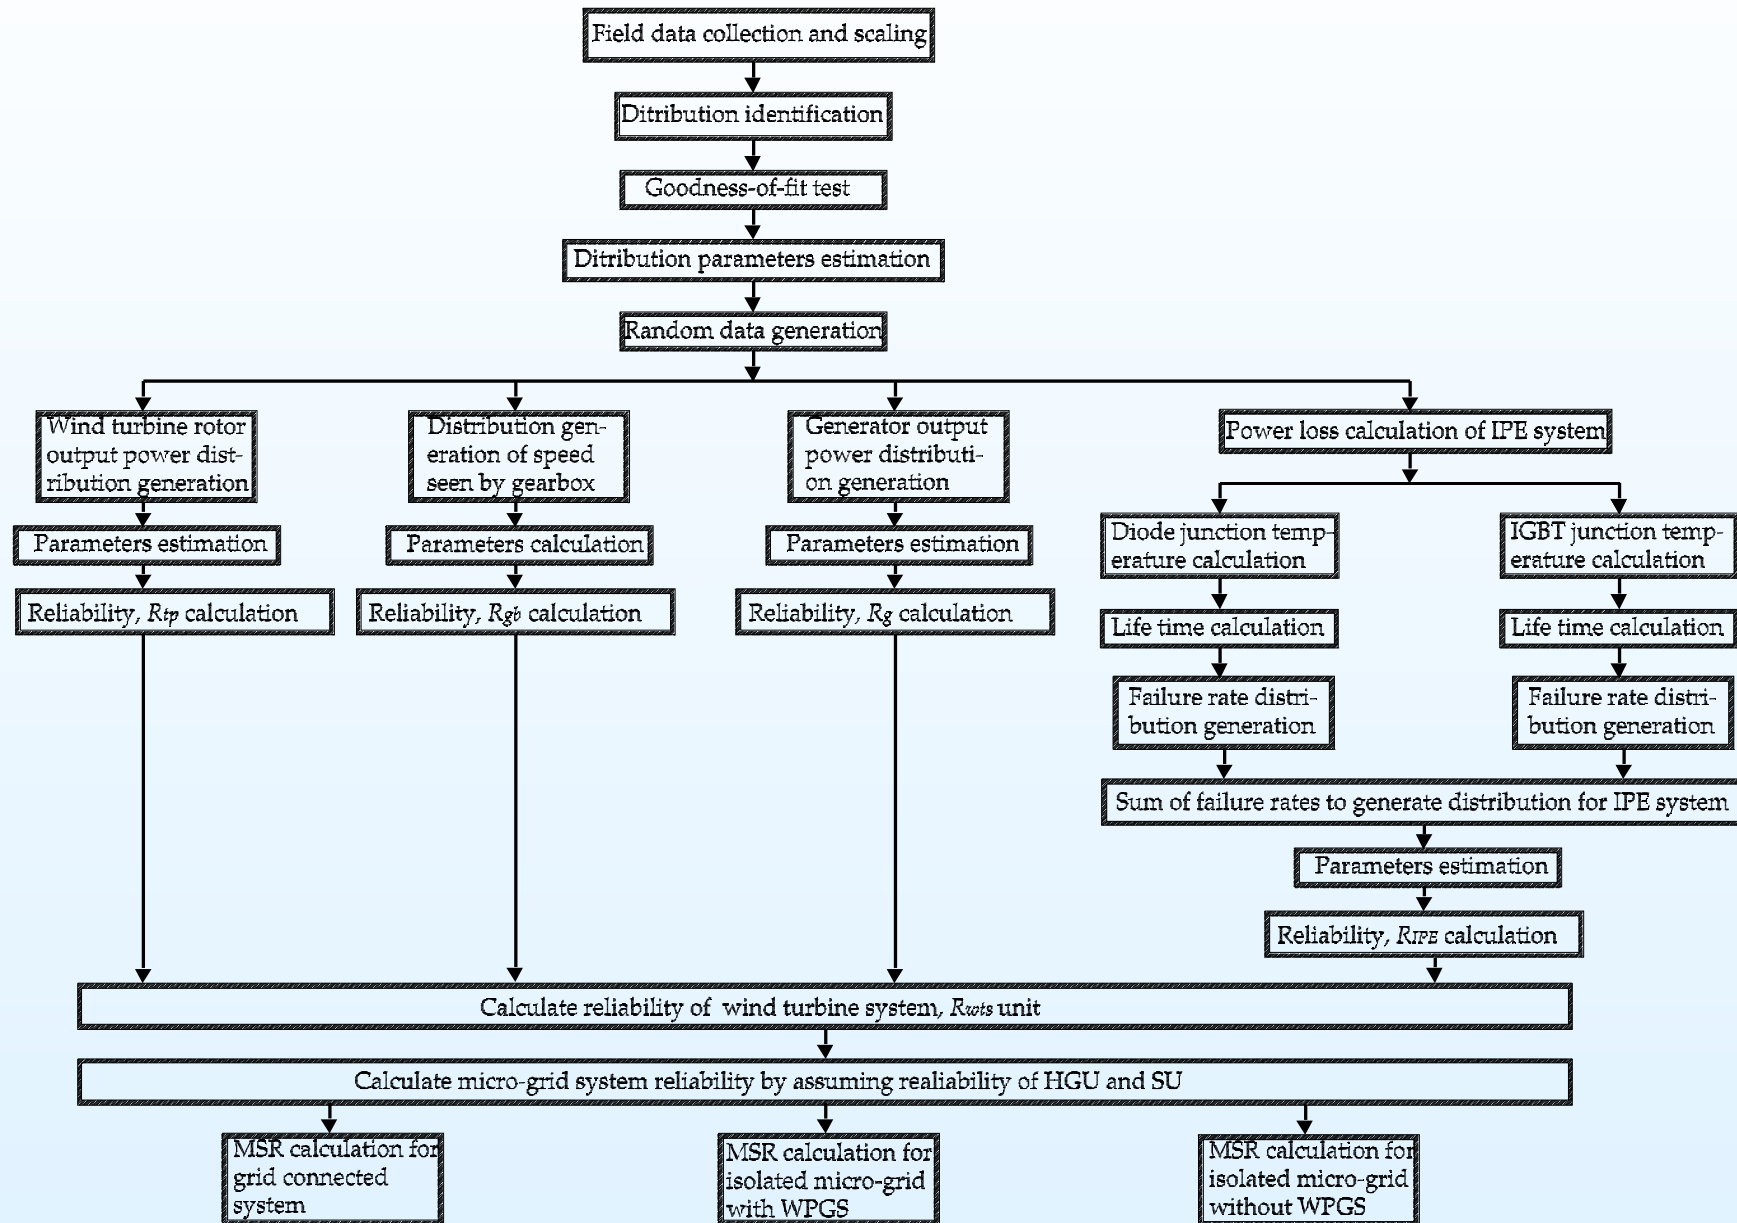 Field data collection and scaling
Ditribution identification
Goodness-of-fit test
Ditribution parameters estimation
Random data generation
Wind turbine rotor
output power dist-
ribution generation
Parameters estimation
Reliability, Rtp calculation
Distribution gen-
eration of speed
seen by gearbox
Parameters calculation
Reliability, Rgb calculation
Generator output
power distributi-
on generation
Parameters estimation
Reliability, Rg calculation
Power loss calculation of IPE system
Diode junction temp-
erature calculation
Life time calculation
Failure rate distri-
bution generation
IGBT junction temp-
erature calculation
Life time calculation
Failure rate distri-
bution generation
Sum of failure rates to generate distribution for IPE system
Parameters estimation
Reliability, RIPE calculation
Calculate reliability of wind turbine system, Rwts unit
Calculate micro-grid system reliability by assuming realiability of HGU and SU
MSR calculation for
grid connected
system
MSR calculation for
isolated micro-grid
with WPGS
MSR calculation for
isolated micro-grid
without WPGS